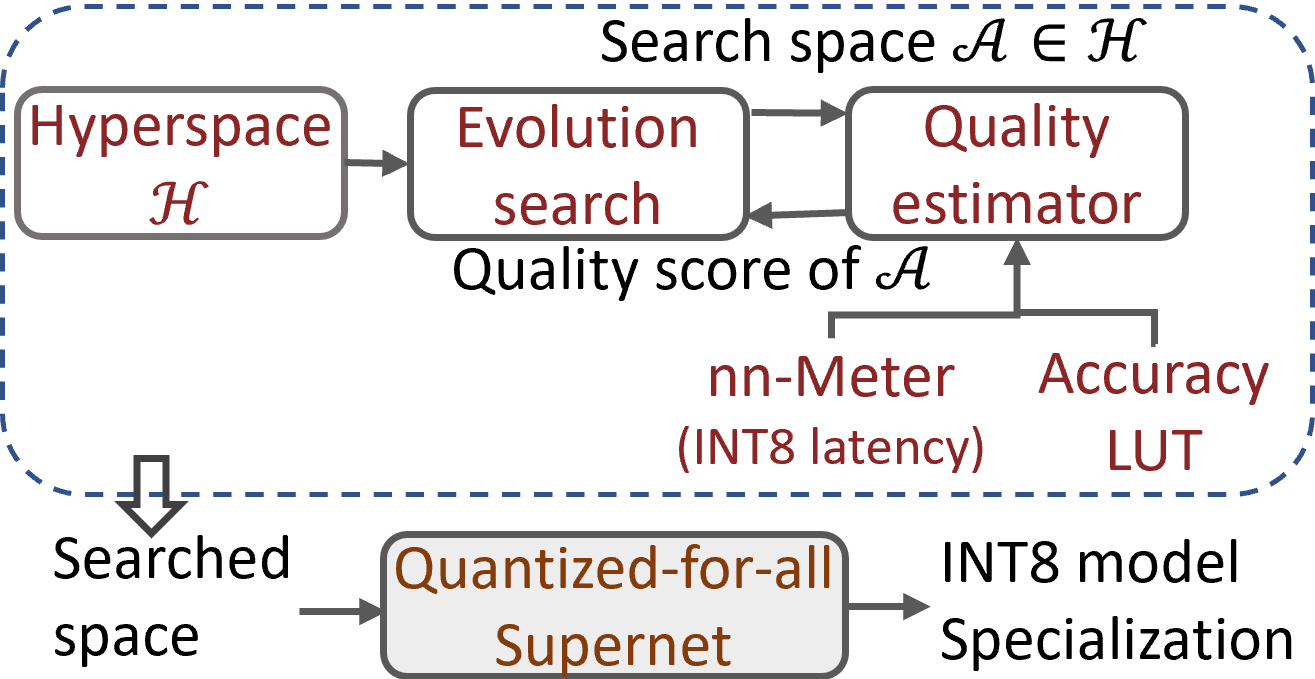 Search space 𝒜 ∈ ℋ
Hyperspace
ℋ
Evolution
search
Quality
estimator
Quality score of 𝒜
nn-Meter
(INT8 latency)
Accuracy
LUT
Searched
space
Quantized-for-all
Supernet
INT8 model
Specialization